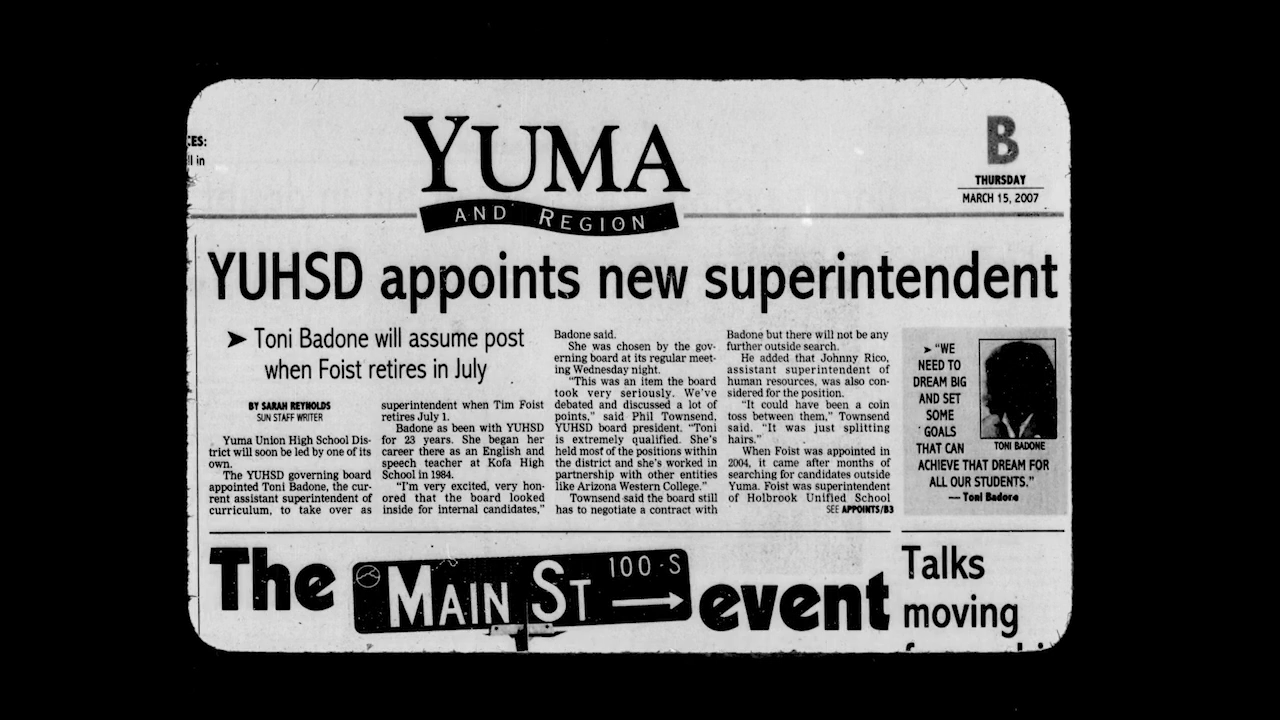 CES:
ll in
YUMA
AND REGION
B
THURSDAY
MARCH 15, 2007
YUHSD appoints new superintendent
➤ Toni Badone will assume post
when Foist retires in July
BY SARAH REYNOLDS
SUN STAFF WRITER
Yuma Union High School Dis-
trict will soon be led by one of its
own.
The YUHSD governing board
appointed Toni Badone, the cur-
rent assistant superintendent of
curriculum, to take over as
superintendent when Tim Foist
retires July 1.
Badone as been with YUHSD
for 23 years. She began her
career there as an English and
speech teacher at Kofa High
School in 1984.
"I'm very excited, very hon-
ored that the board looked
inside for internal candidates,"
Badone said.
She was chosen by the gov-
erning board at its regular meet-
ing Wednesday night.
"This was an item the board
took very seriously. We've
debated and discussed a lot of
points," said Phil Townsend,
YUHSD board president. "Toni
is extremely qualified. She's
held most of the positions within
the district and she's worked in
partnership with other entities
like Arizona Western College."
Townsend said the board still
has to negotiate a contract with
Badone but there will not be any
further outside search.
He added that Johnny Rico,
assistant superintendent of
human resources, was also con-
sidered for the position.
"It could have been a coin
toss between them," Townsend
said. "It was just splitting
hairs."
When Foist was appointed in
2004, it came after months of
searching for candidates outside
Yuma. Foist was superintendent
of Holbrook Unified School
SEE APPOINTS/B3
➤ "WE
NEED TO
DREAM BIG
AND SET
SOME
GOALS
THAT CAN
ACHIEVE THAT DREAM FOR
ALL OUR STUDENTS."
— Toni Badone
TONI BADONE
The MAIN ST 100-S event
Talks
moving